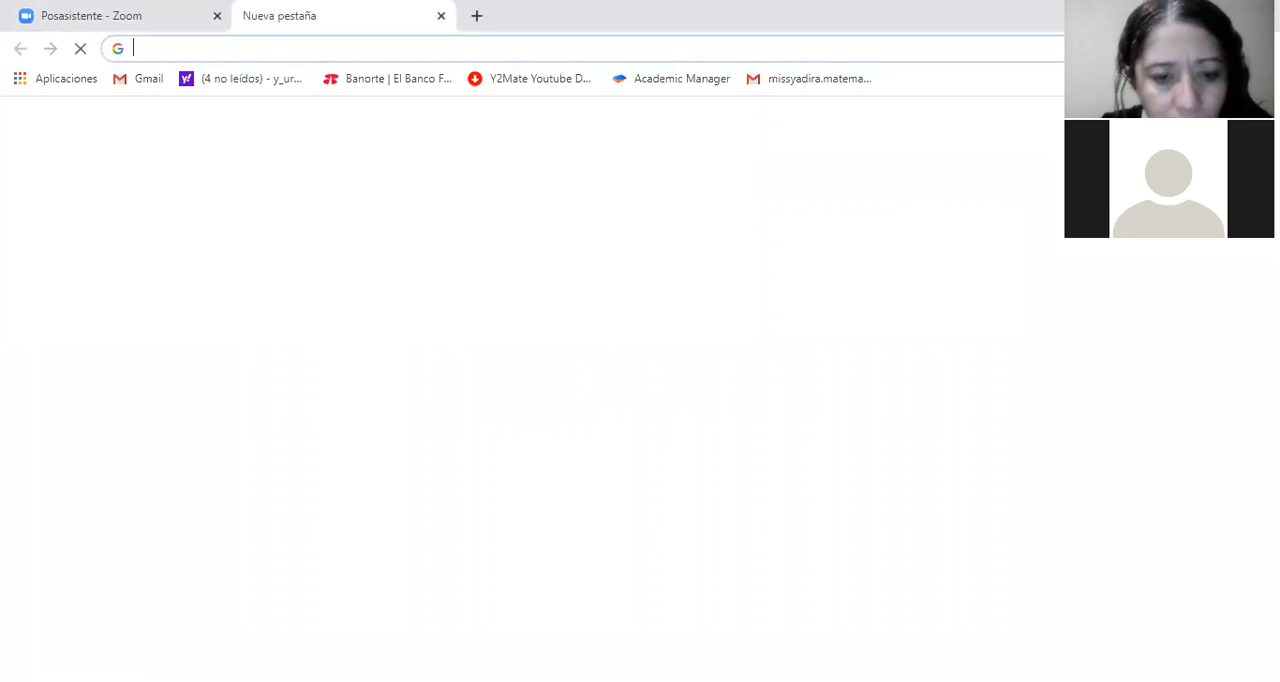 Posasistente - Zoom
Nueva pestaña
Aplicaciones Gmail (4 no leídos) - y_ur... Banorte | El Banco F... Y2Mate Youtube D... Academic Manager missyadira.matema...